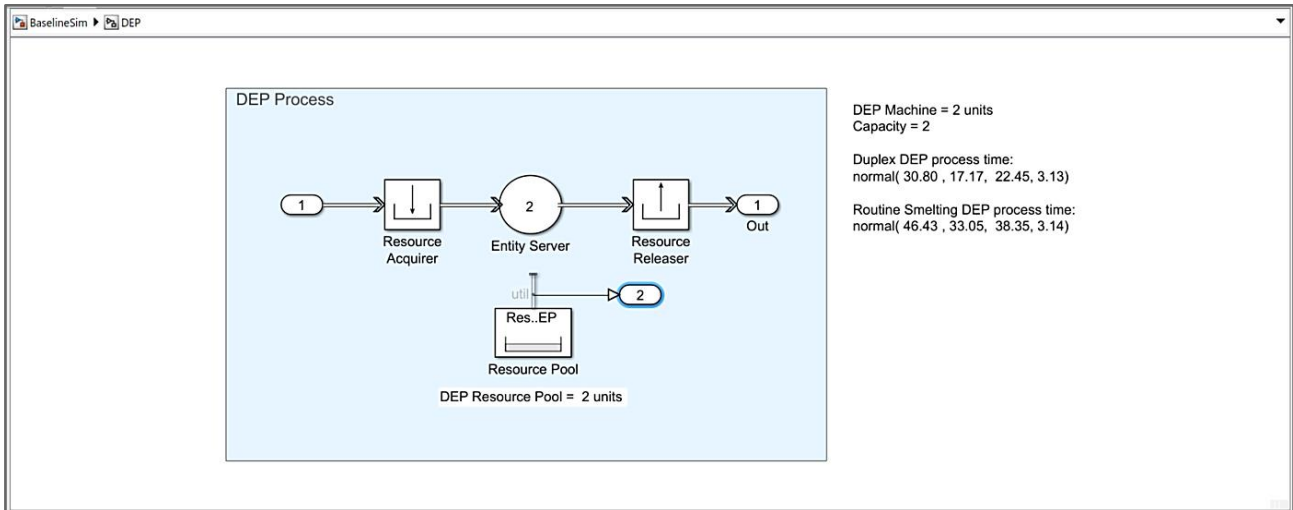 BaselineSim ▶ DEP
DEP Process
DEP Machine = 2 units
Capacity = 2
Duplex DEP process time:
normal( 30.80 , 17.17,  22.45, 3.13)
Routine Smelting DEP process time:
normal( 46.43 , 33.05,  38.35, 3.14)
1
2
1
Resource
Acquirer
Entity Server
Resource
Releaser
Out
util
2
Res..EP
Resource Pool
DEP Resource Pool =  2 units